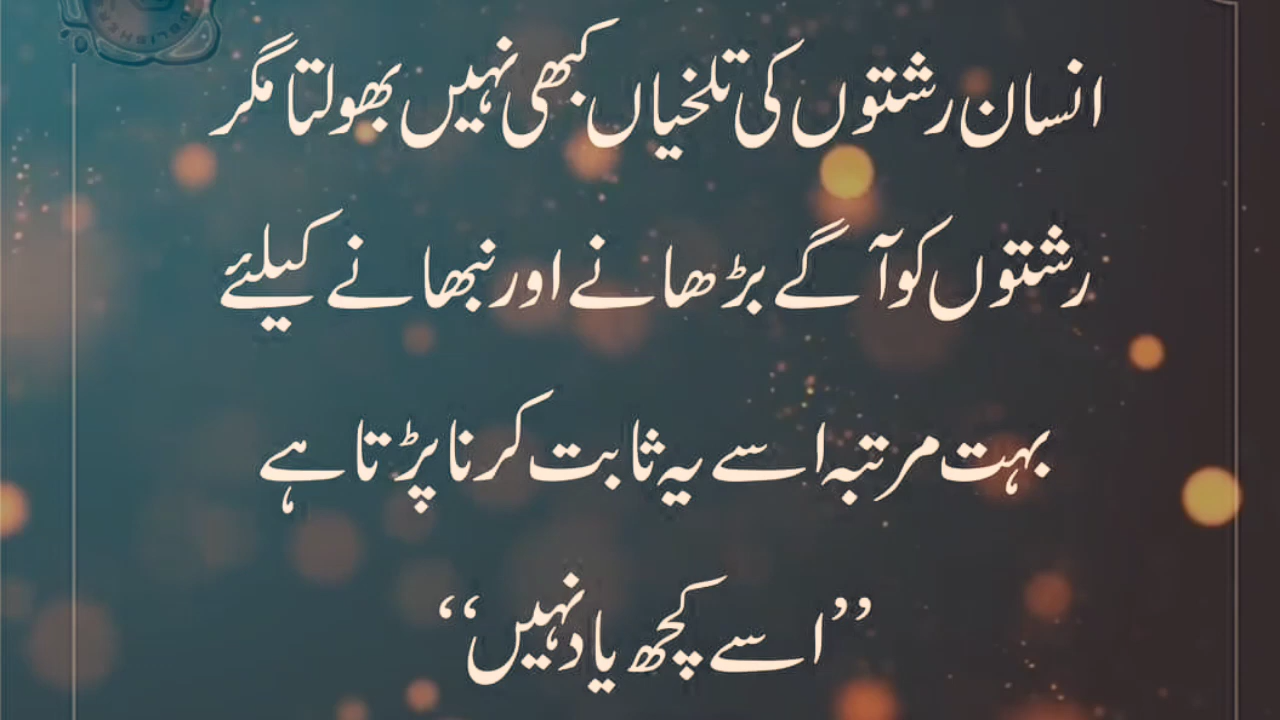 انسان رشتوں کی تلخیاں کبھی نہیں بھولتا مگر
رشتوں کو آگے بڑھانے اور نبھانے کیلئے
بہت مرتبہ اسے یہ ثابت کرنا پڑتا ہے
”اسے کچھ یاد نہیں“